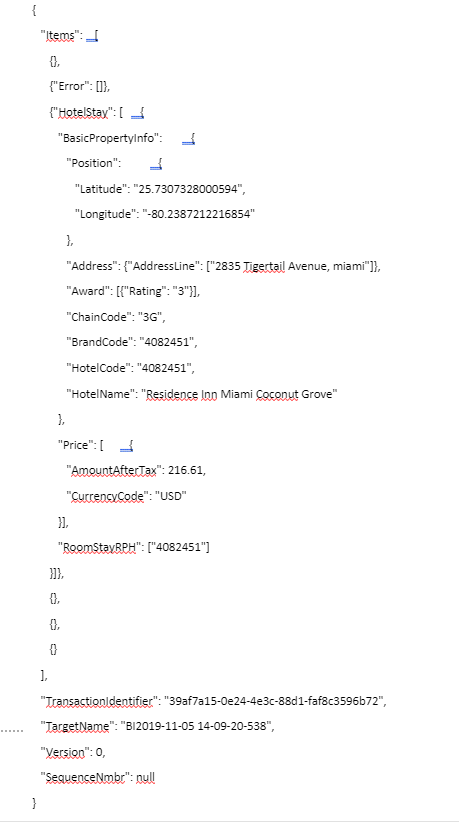 {
"Items": [
{},
{"Error": []},
{"HotelStay": [ {
"BasicPropertyInfo": {
"Position": {
"Latitude": "25.7307328000594",
"Longitude": "-80.2387212216854"
},
"Address": {"AddressLine": ["2835 Tigertail Avenue, miami"]},
"Award": [{"Rating": "3"}],
"ChainCode": "3G",
"BrandCode": "4082451",
"HotelCode": "4082451",
"HotelName": "Residence Inn Miami Coconut Grove"
},
"Price": [ {
"AmountAfterTax": 216.61,
"CurrencyCode": "USD"
}],
"RoomStayRPH": ["4082451"]
}]},
{},
{},
{}
],
"TransactionIdentifier": "39af7a15-0e24-4e3c-88d1-faf8c3596b72",
"TargetName": "BI2019-11-05 14-09-20-538",
"Version": 0,
"SequenceNmbr": null
}